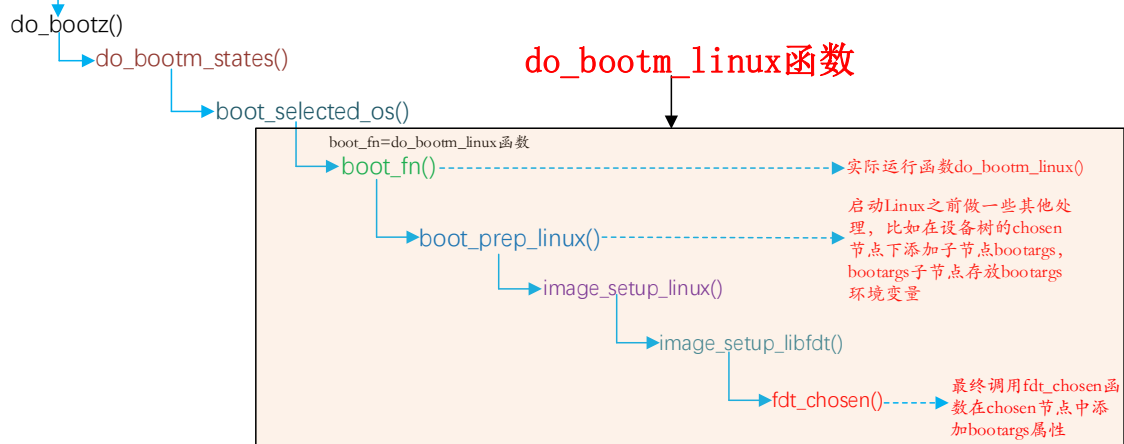 do_bootz()
do_bootm_states()
do_bootm_linux函数
boot_selected_os()
boot_fn=do_bootm_linux函数
boot_fn()
实际运行函数do_bootm_linux()
boot_prep_linux()
启动Linux之前做一些其他处
理，比如在设备树的chosen
节点下添加子节点bootargs，
bootargs子节点存放bootargs
环境变量
image_setup_linux()
image_setup_libfdt()
fdt_chosen()
最终调用fdt_chosen函
数在chosen节点中添
加bootargs属性